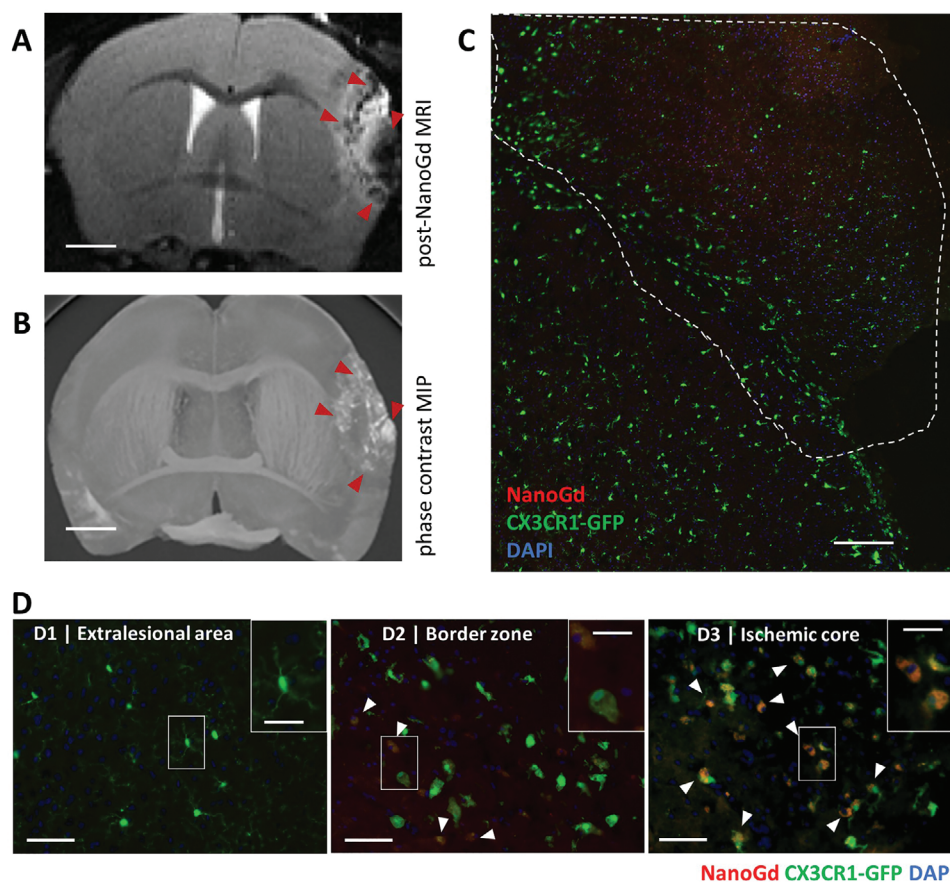 A
post-NanoGd MRI
B
phase contrast MIP
C
NanoGd
CX3CR1-GFP
DAPI
D
D1 | Extralesional area
D2 | Border zone
D3 | Ischemic core
NanoGd CX3CR1-GFP DAP